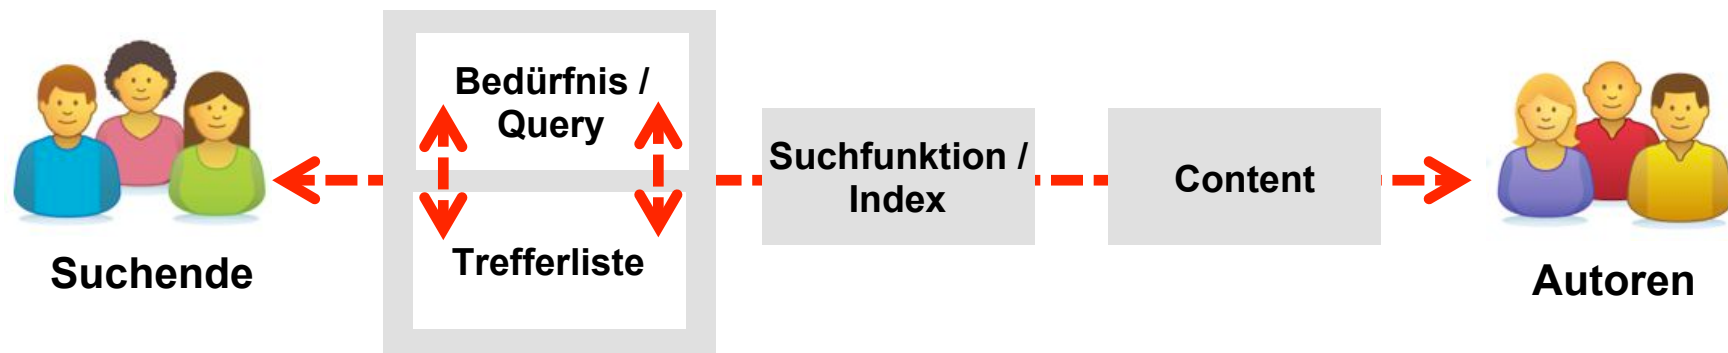 Bedürfnis /
Query
Trefferliste
Suchende
Suchfunktion /
Index
Content
Autoren